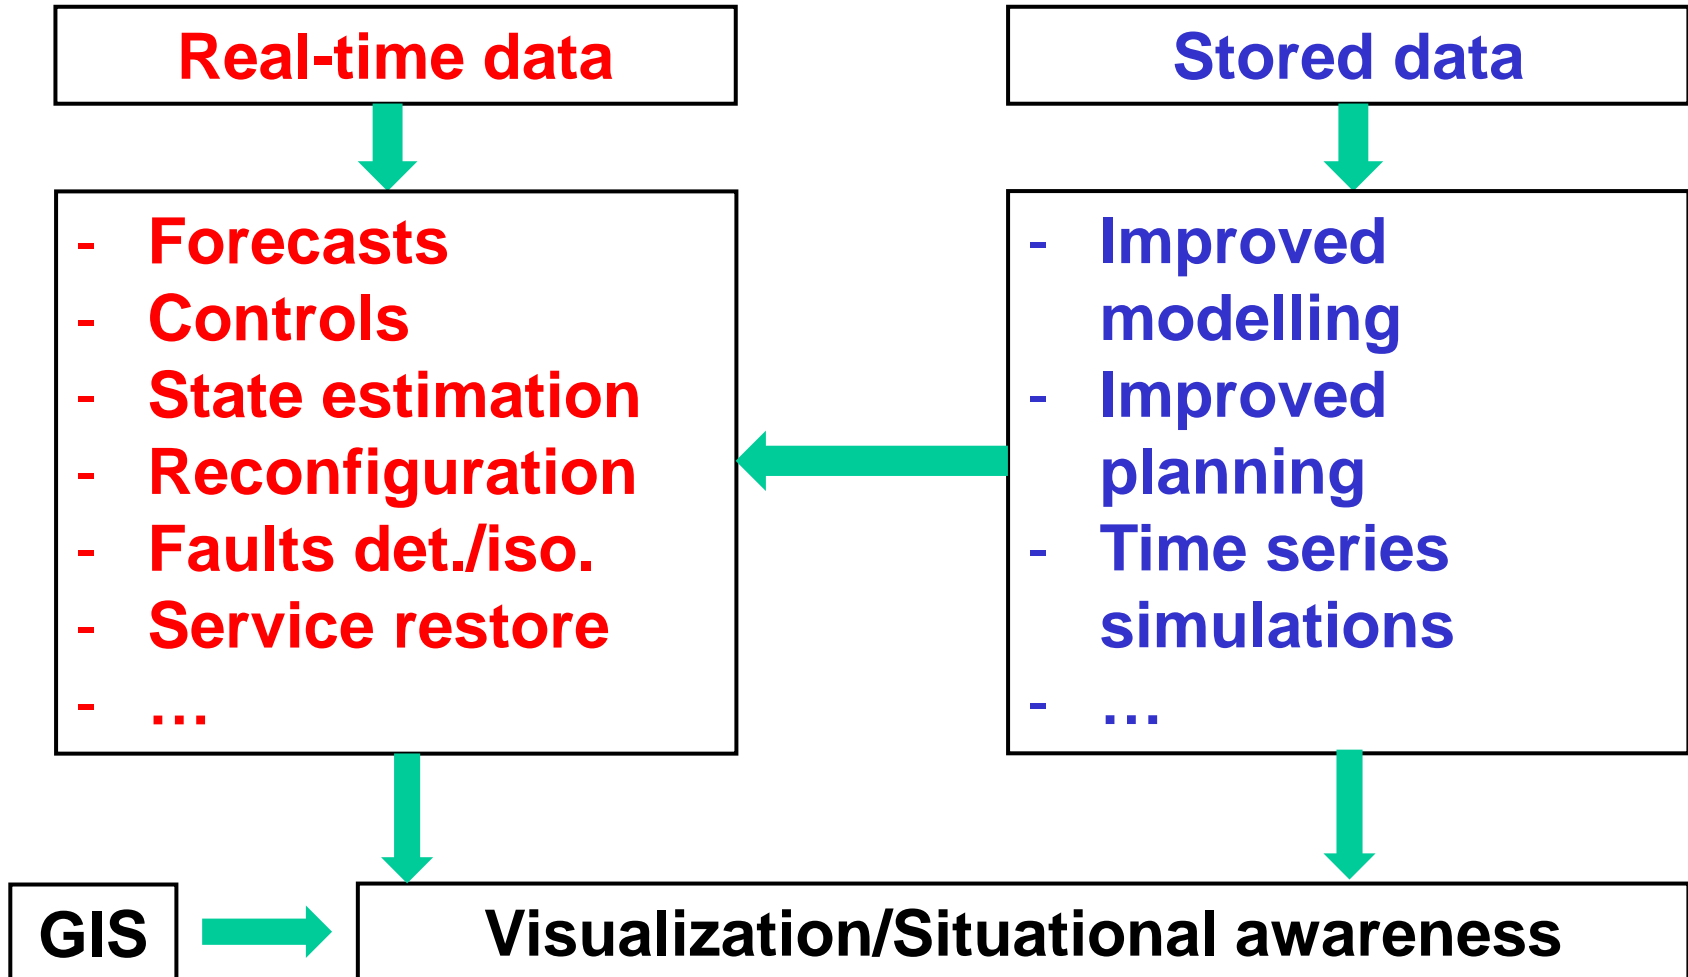 Real-time data
Stored data
- Forecasts
- Controls
- State estimation
- Reconfiguration
- Faults det./iso.
- Service restore
- …
- Improved
modelling
- Improved
planning
- Time series
simulations
- …
GIS
Visualization/Situational awareness